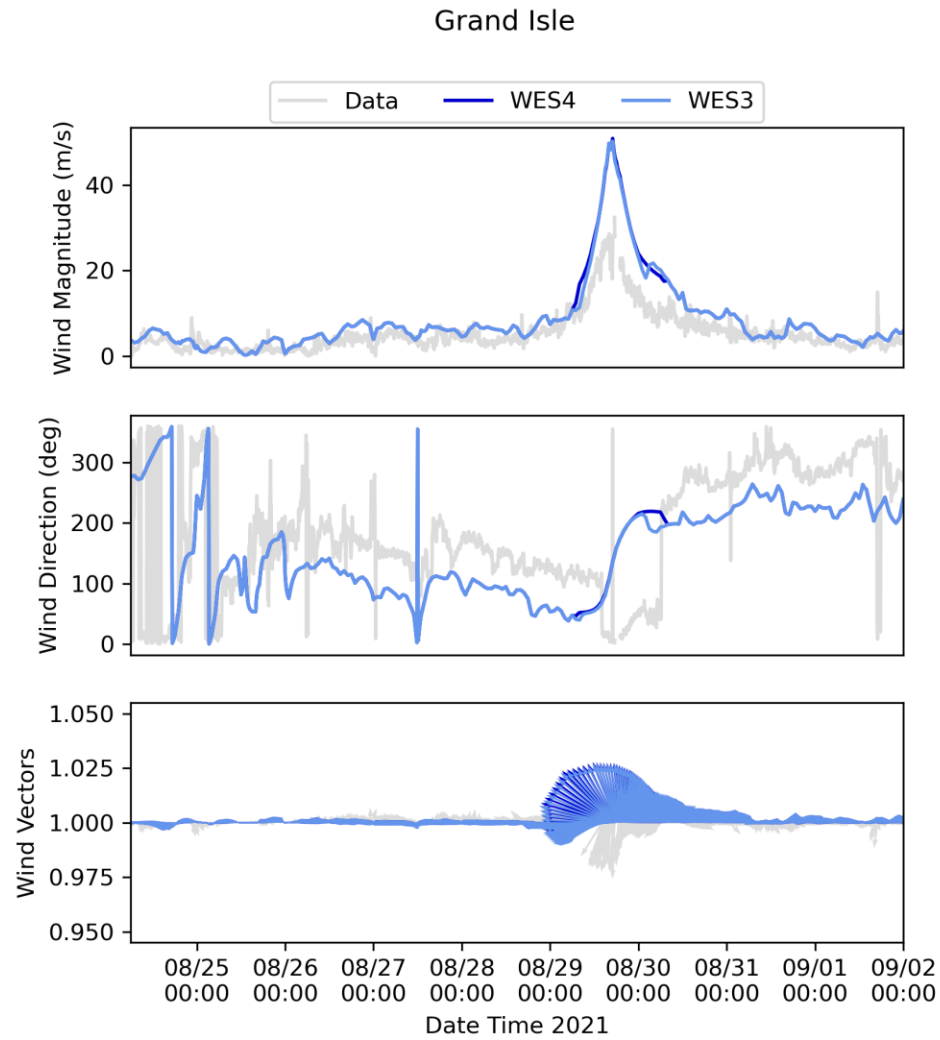 Grand Isle
Data WES4 WES3
Wind Magnitude (m/s)
40
20
0
Wind Direction (deg)
300
200
100
0
Wind Vectors
1.050
1.025
1.000
0.975
0.950
08/25 08/26 08/27 08/28 08/29 08/30 08/31 09/01 09/02
00:00 00:00 00:00 00:00 00:00 00:00 00:00 00:00 00:00
Date Time 2021